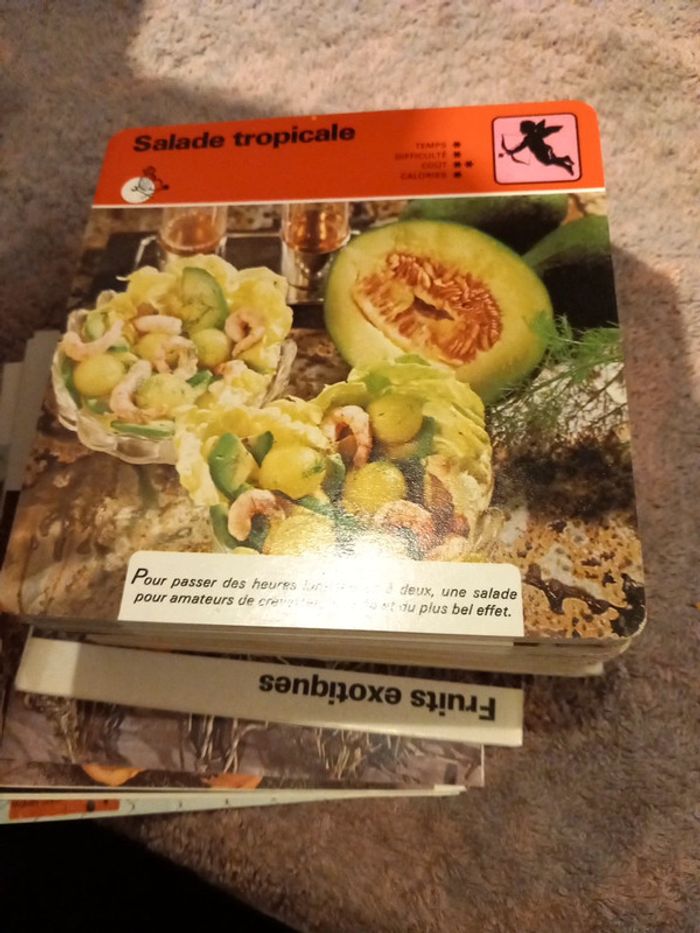 Salade tropicale
TEMPS *
DIFFICULTÉ *
COÛT **
CALORIES *
Pour passer des heures à deux, une salade
pour amateurs de et du plus bel effet.
Fruits exotiques